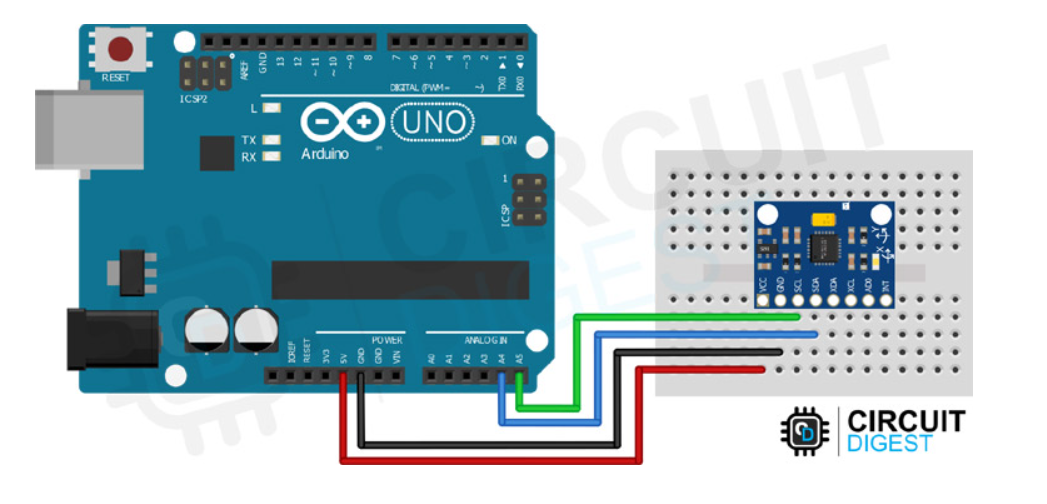 RESET
ICSP2
AREF
GND
13
12
~11
~10
~9
8
7
~6
~5
4
~3
2
TX0 ▶ 1
RX0 ◀ 0
DIGITAL (PWM=
L
TX
RX
Arduino
UNO
ON
1
ICSP
POWER
ANALOG IN
IOREF
RESET
3V3
5V
GND
GND
VIN
A0
A1
A2
A3
A4
A5
VCC
GND
SCL
SDA
XDA
XCL
AD0
INT
X
Y
CIRCUIT
DIGEST
CD
CIRCUIT
DIGEST